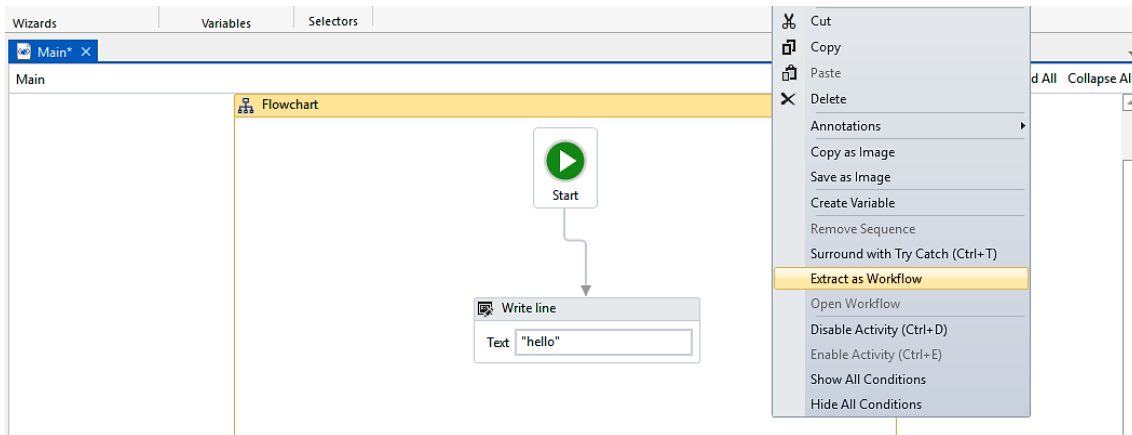 Wizards
Variables
Selectors
Main*
Main
d All Collapse Al
Flowchart
Start
Write line
Text "hello"
Cut
Copy
Paste
Delete
Annotations
Copy as Image
Save as Image
Create Variable
Remove Sequence
Surround with Try Catch (Ctrl+T)
Extract as Workflow
Open Workflow
Disable Activity (Ctrl+D)
Enable Activity (Ctrl+E)
Show All Conditions
Hide All Conditions